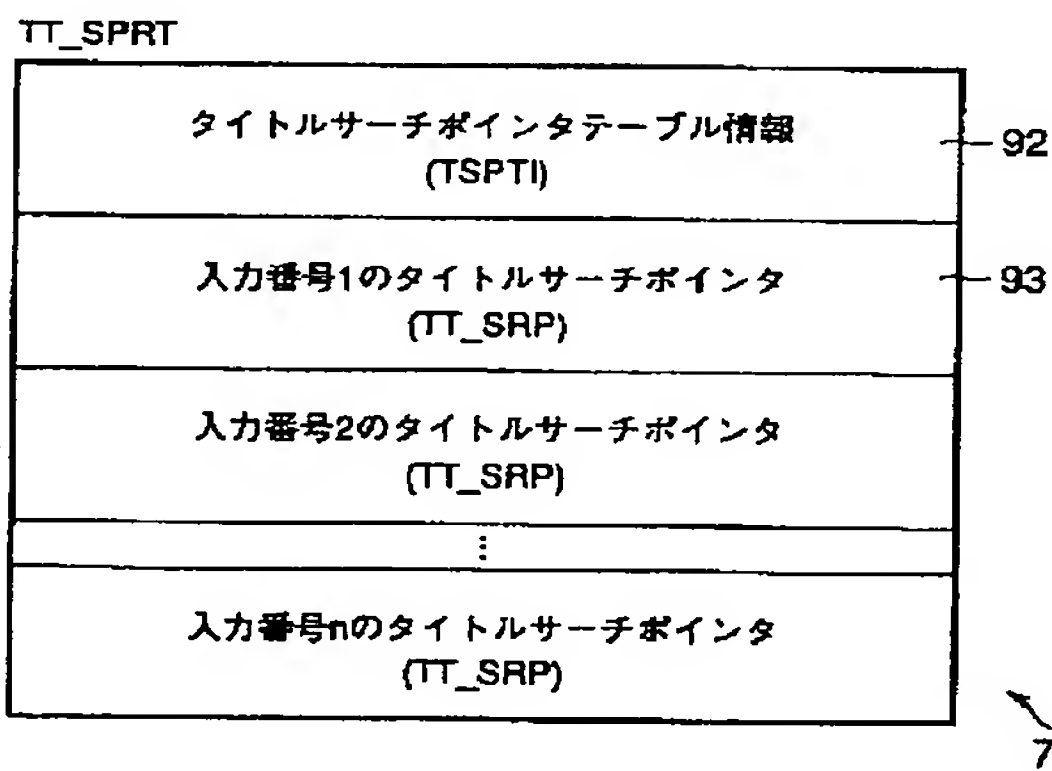 TT_SPRT
タイトルサーチポインタテーブル情報
(TSPTI)
92
入力番号1のタイトルサーチポインタ
(TT_SRP)
93
入力番号2のタイトルサーチポインタ
(TT_SRP)
⋮
入力番号nのタイトルサーチポインタ
(TT_SRP)
7